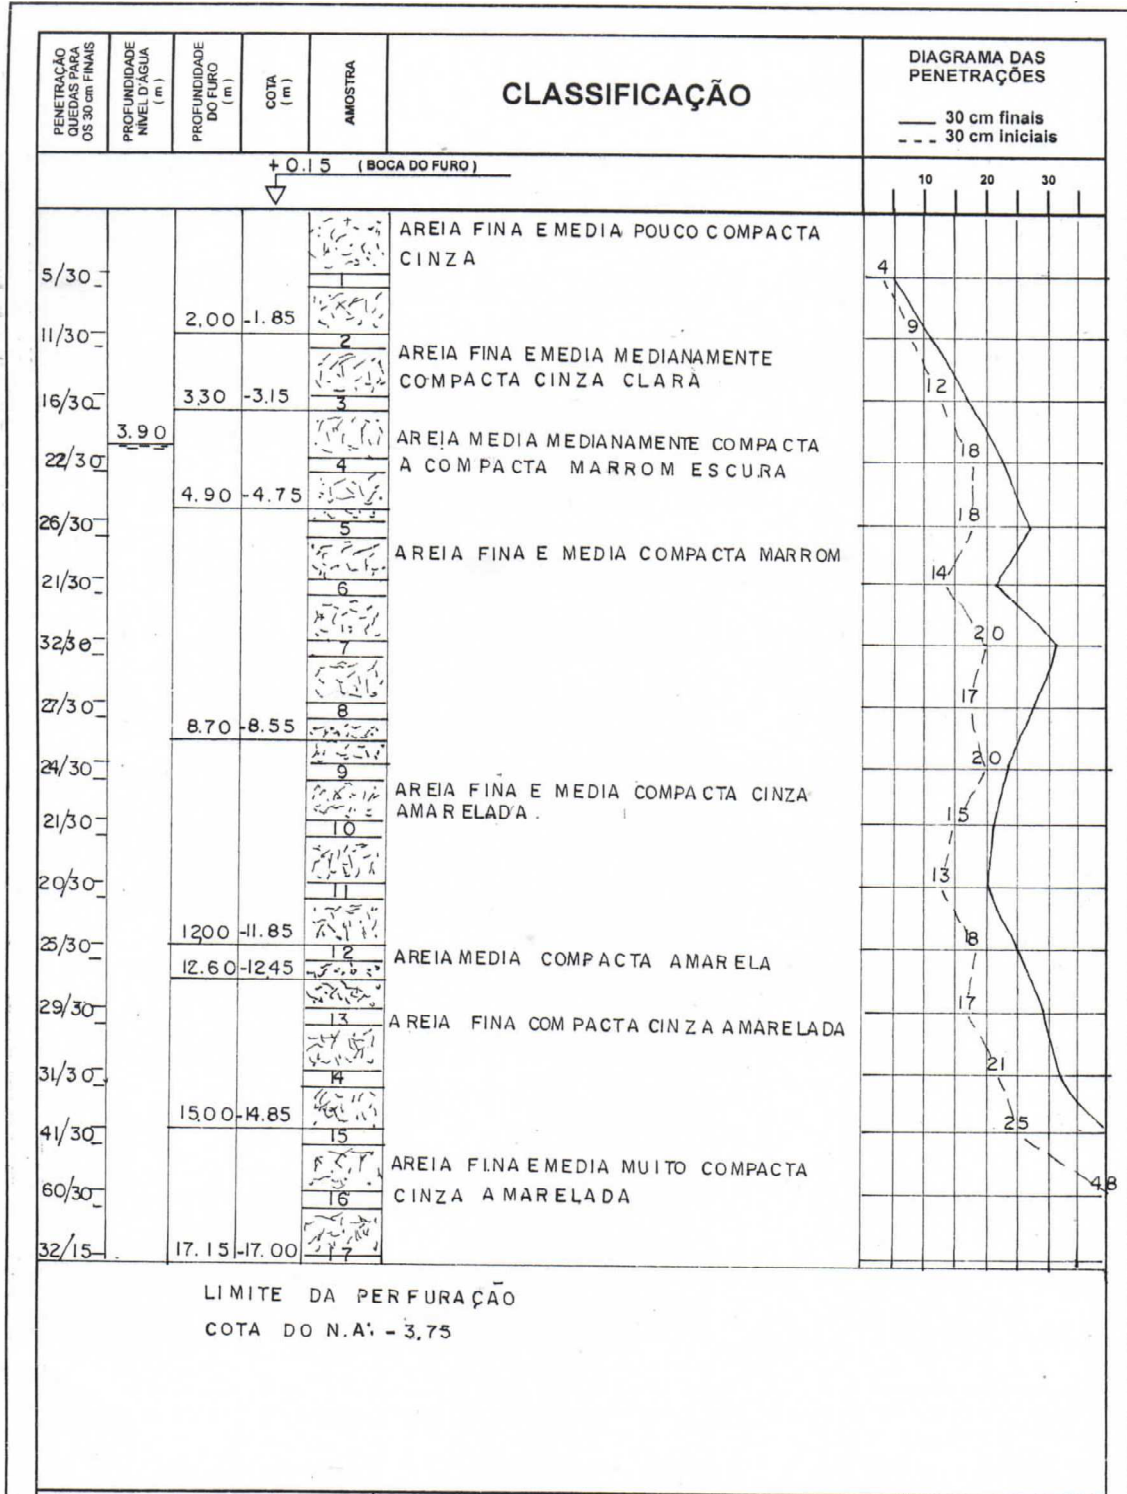 PENETRAÇÃO
QUEDAS PARA
OS 30 cm FINAIS
PROFUNDIDADE
NÍVEL D'ÁGUA
( m )
PROFUNDIDADE
DO FURO
( m )
COTA
( m )
AMOSTRA
CLASSIFICAÇÃO
DIAGRAMA DAS
PENETRAÇÕES
30 cm finais
30 cm iniciais
+ 0.15 ( BOCA DO FURO )
10 20 30
AREIA FINA E MEDIA POUCO COMPACTA
CINZA
4
5/30
1
2,00 -1.85
11/30
9
2
AREIA FINA E MEDIA MEDIANAMENTE
COMPACTA CINZA CLARA
12
16/30
3.30 -3.15
3
3.90
AREIA MEDIA MEDIANAMENTE COMPACTA
A COMPACTA MARROM ESCURA
18
22/30
4
4.90 -4.75
26/30
18
5
AREIA FINA E MEDIA COMPACTA MARROM
21/30
14
6
32/30
20
7
27/30
17
8
8.70 -8.55
24/30
20
9
AREIA FINA E MEDIA COMPACTA CINZA
AMARELADA.
21/30
15
10
20/30
13
11
12,00 -11.85
25/30
18
12
12.60 -12.45
AREIA MEDIA COMPACTA AMARELA
29/30
17
13
AREIA FINA COMPACTA CINZA AMARELADA
31/30
21
14
15.00 -14.85
41/30
25
15
AREIA FINA E MEDIA MUITO COMPACTA
CINZA AMARELADA
60/30
48
16
32/15
17.15 -17.00
17
LIMITE DA PERFURAÇÃO
COTA DO N.A: - 3,75